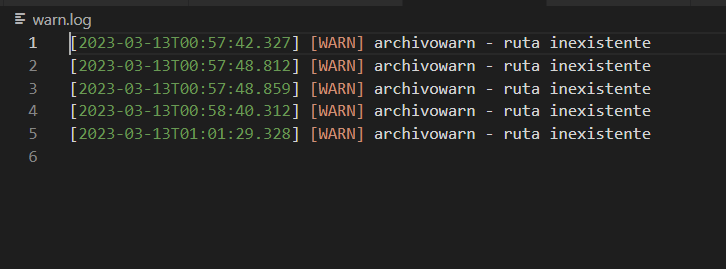 warn.log
1 [2023-03-13T00:57:42.327] [WARN] archivowarn - ruta inexistente
2 [2023-03-13T00:57:48.812] [WARN] archivowarn - ruta inexistente
3 [2023-03-13T00:57:48.859] [WARN] archivowarn - ruta inexistente
4 [2023-03-13T00:58:40.312] [WARN] archivowarn - ruta inexistente
5 [2023-03-13T01:01:29.328] [WARN] archivowarn - ruta inexistente
6